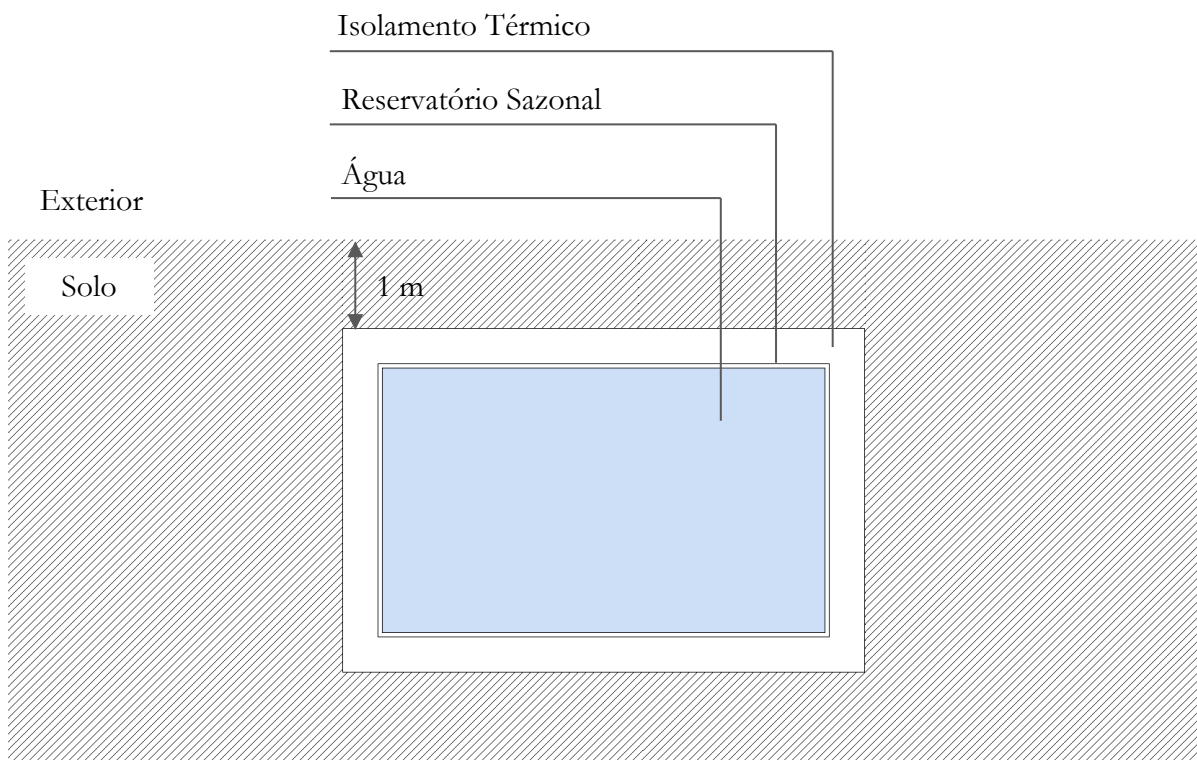 Isolamento Térmico
Reservatório Sazonal
Água
Exterior
Solo
1 m